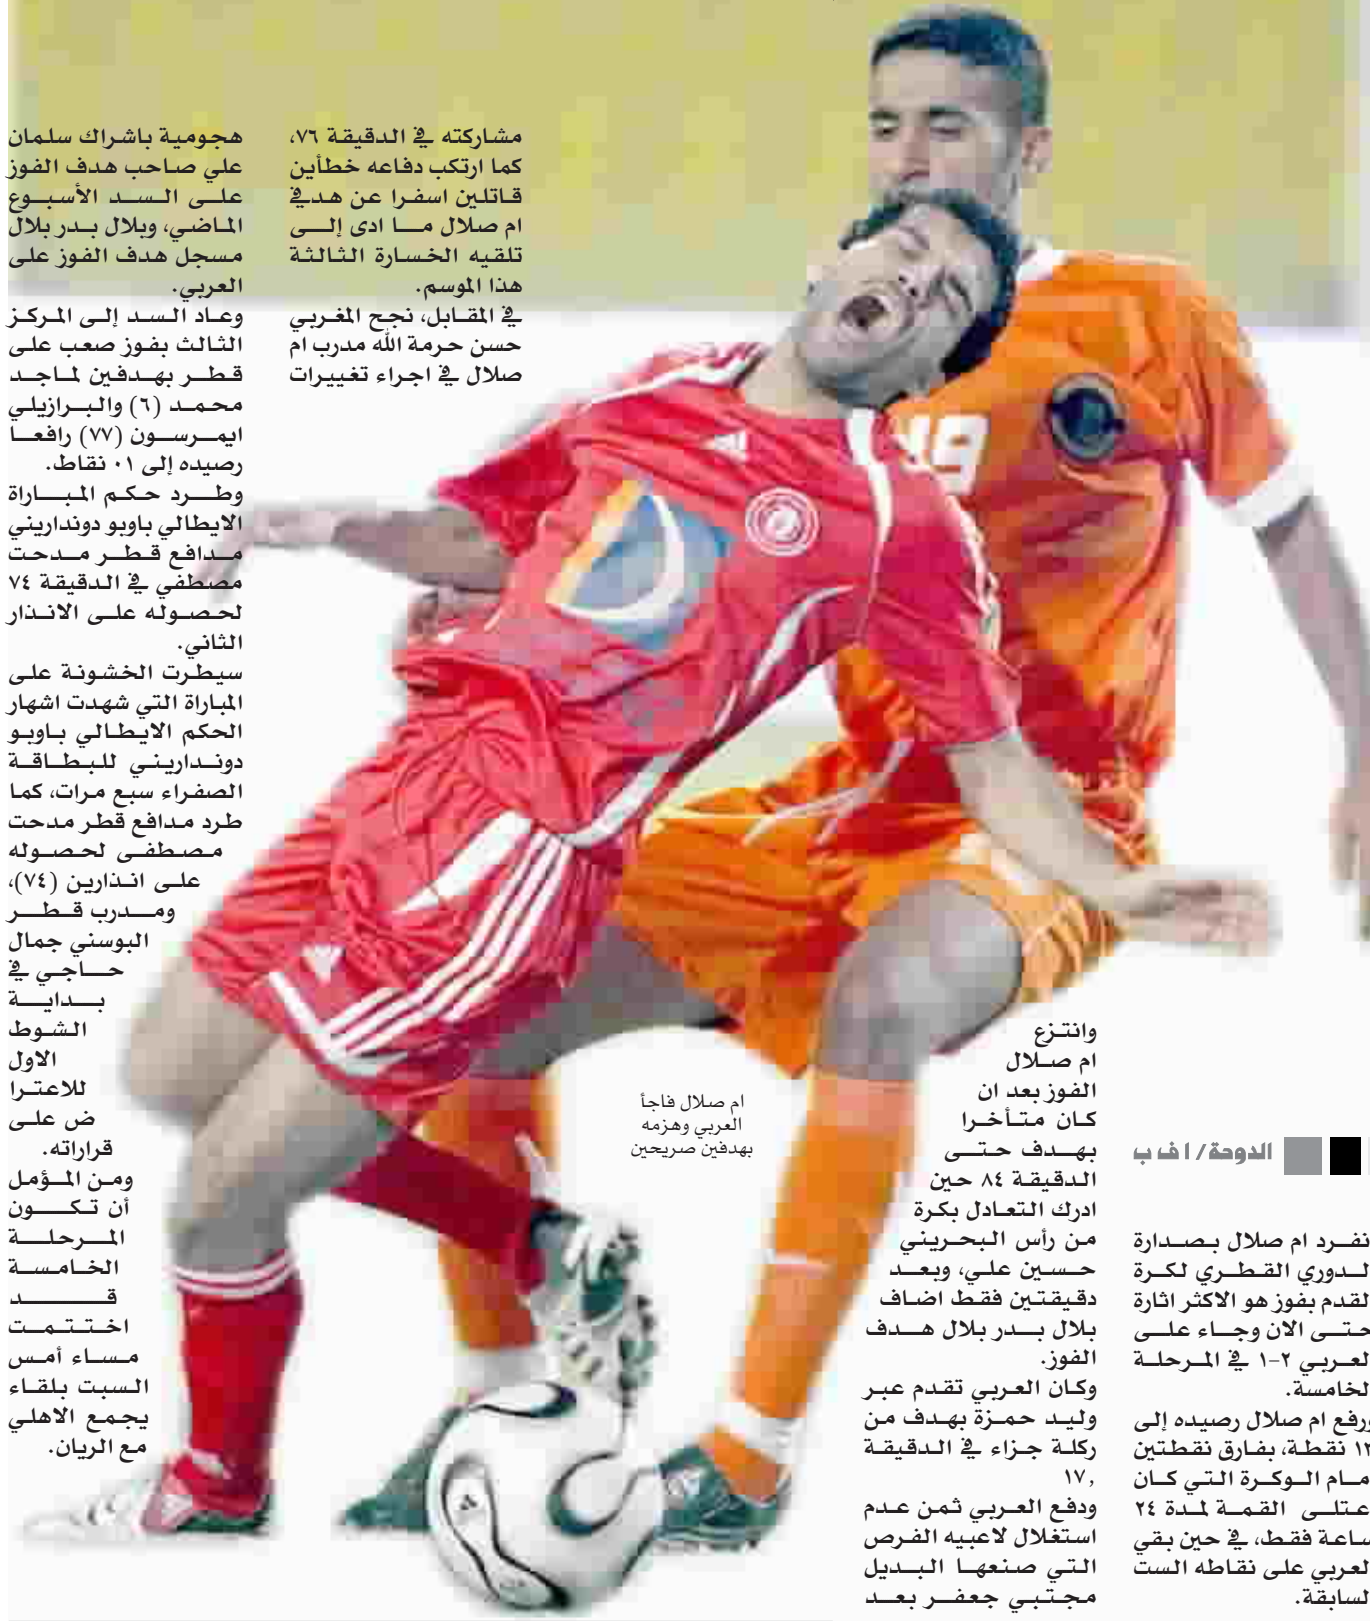 الدوحة/ ا ف ب
نفرد ام صلال بصدارة
لدوري القطري لكرة
لقدم بفوز هو الاكثر اثارة
حتى الان وجاء على
لعربي ٢-١ في المرحلة
لخامسة.
ورفع ام صلال رصيده إلى
١٢ نقطة، بفارق نقطتين
مام الوكرة التي كان
عتلى القمة لمدة ٢٤
ساعة فقط، في حين بقي
لعربي على نقاطه الست
لسابقة.
وانتزع
ام صلال
الفوز بعد ان
كان متأخرا
بهدف حتى
الدقيقة ٨٤ حين
ادرك التعادل بكرة
من رأس البحريني
حسين علي، وبعد
دقيقتين فقط اضاف
بلال بدر بلال هدف
الفوز.
وكان العربي تقدم عبر
وليد حمزة بهدف من
ركلة جزاء في الدقيقة
١٧,
ودفع العربي ثمن عدم
استغلال لاعبيه الفرص
التي صنعها البديل
مجتبي جعفر بعد
مشاركته في الدقيقة ٧٦،
كما ارتكب دفاعه خطأين
قاتلين اسفرا عن هدفي
ام صلال ما ادى إلى
تلقيه الخسارة الثالثة
هذا الموسم.
في المقابل، نجح المغربي
حسن حرمة الله مدرب ام
صلال في اجراء تغييرات
هجومية باشراك سلمان
علي صاحب هدف الفوز
على السد الأسبوع
الماضي، وبلال بدر بلال
مسجل هدف الفوز على
العربي.
وعاد السد إلى المركز
الثالث بفوز صعب على
قطر بهدفين لماجد
محمد (٦) والبرازيلي
ايمرسون (٧٧) رافعا
رصيده إلى ٠١ نقاط.
وطرد حكم المباراة
الايطالي باوبو دونداريني
مدافع قطر مدحت
مصطفي في الدقيقة ٧٤
لحصوله على الانذار
الثاني.
سيطرت الخشونة على
المباراة التي شهدت اشهار
الحكم الايطالي باوبو
دونداريني للبطاقة
الصفراء سبع مرات، كما
طرد مدافع قطر مدحت
مصطفى لحصوله
على انذارين (٧٤)،
ومدرب قطر
البوسني جمال
حاجي في
بداية
الشوط
الاول
للاعترا
ض على
قراراته.
ومن المؤمل
أن تكون
المرحلة
الخامسة
قد
اختتمت
مساء أمس
السبت بلقاء
يجمع الاهلي
مع الريان.
ام صلال فاجأ
العربي وهزمه
بهدفين صريحين